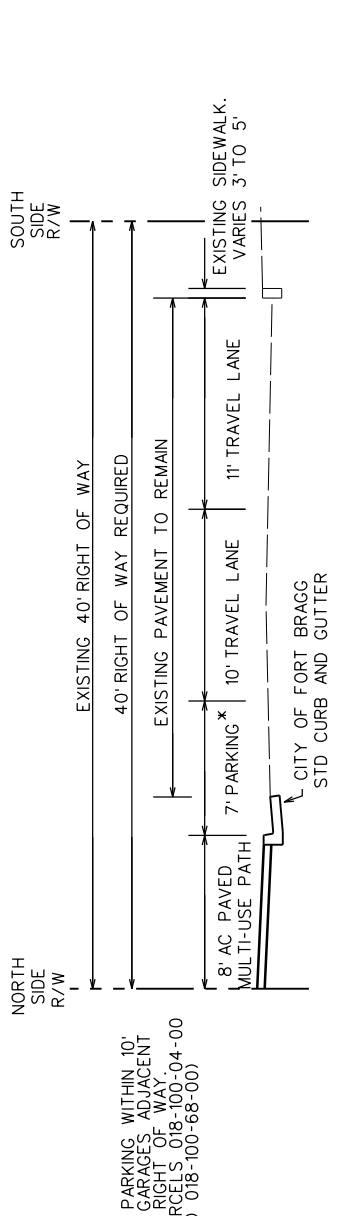 NORTH
SIDE
R/W
SOUTH
SIDE
R/W
EXISTING 40' RIGHT OF WAY
40' RIGHT OF WAY REQUIRED
EXISTING PAVEMENT TO REMAIN
EXISTING SIDEWALK.
VARIES 3' TO 5'
8' AC PAVED
MULTI-USE PATH
7' PARKING*
10' TRAVEL LANE
11' TRAVEL LANE
CITY OF FORT BRAGG
STD CURB AND GUTTER
PARKING WITHIN 10'
GARAGES ADJACENT
RIGHT OF WAY.
RCELS 018-100-04-00
018-100-68-00)